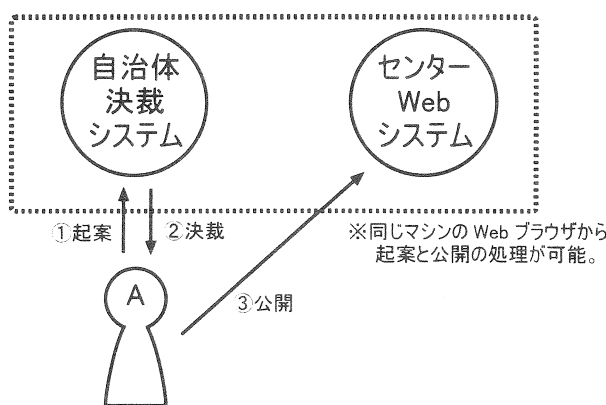 自治体
決裁
システム
センター
Web
システム
①起案
②決裁
※同じマシンの Web ブラウザから
起案と公開の処理が可能。
A
③公開